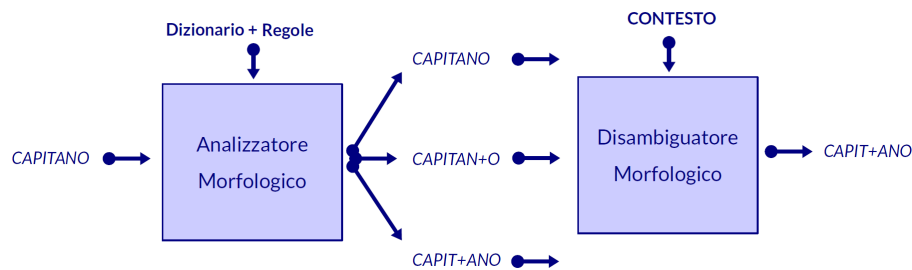 Dizionario + Regole
CONTESTO
CAPITANO
Analizzatore
Morfologico
CAPITANO
CAPITAN+O
CAPIT+ANO
Disambiguatore
Morfologico
CAPIT+ANO